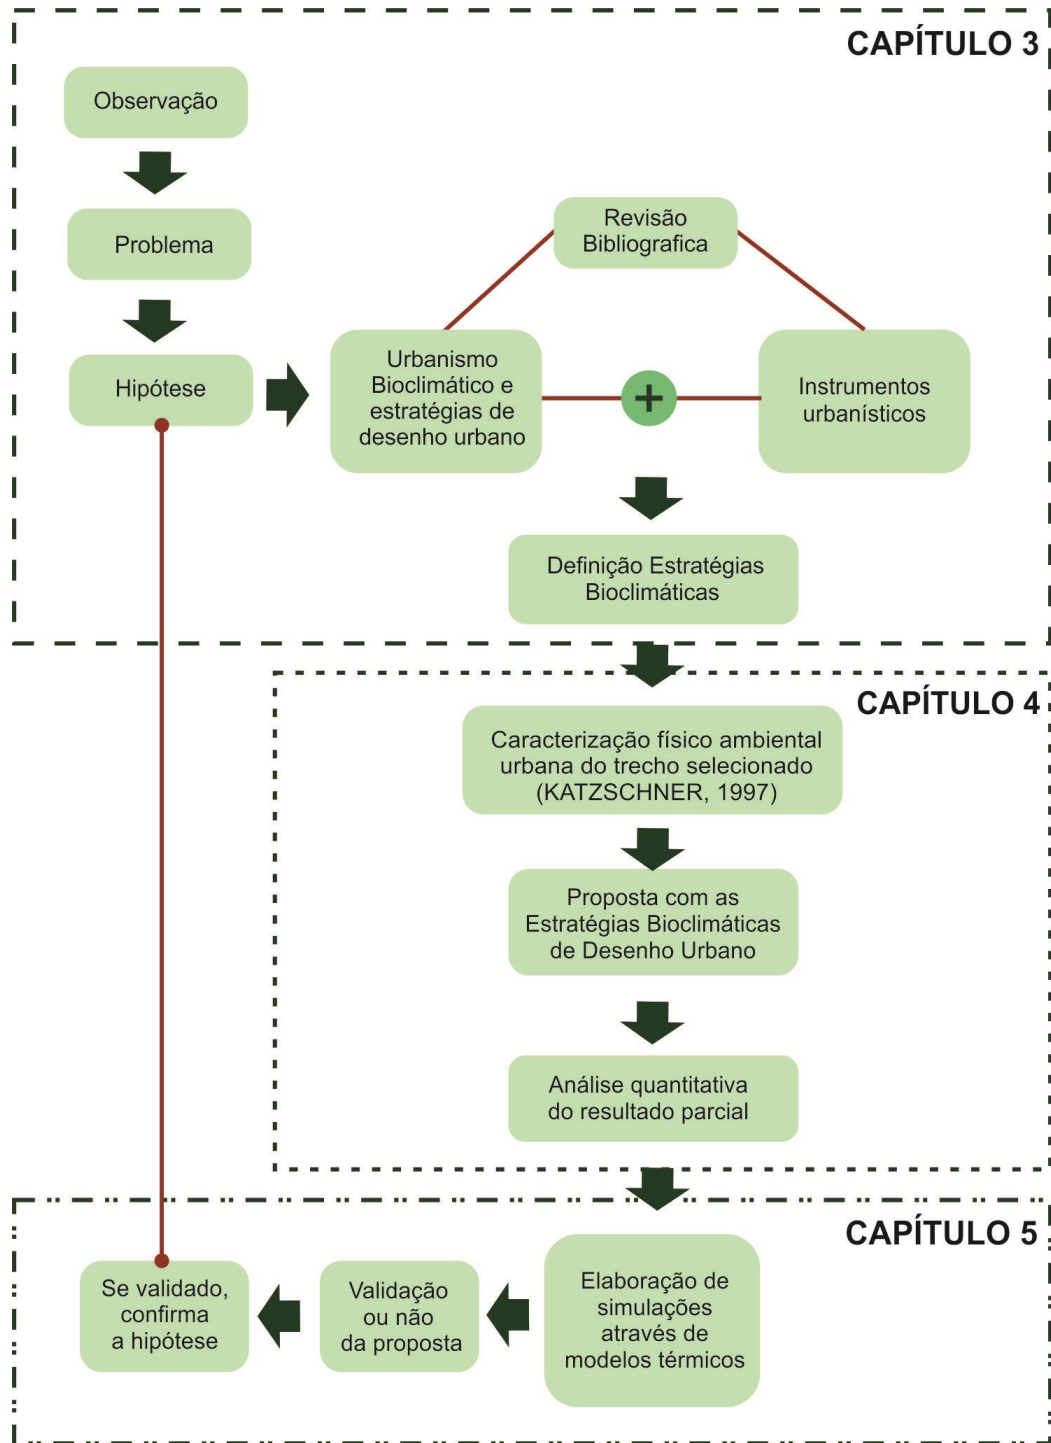 CAPÍTULO 3
Observação
Problema
Hipótese
Revisão
Bibliografica
Urbanismo
Bioclimático e
estratégias de
desenho urbano
+
Instrumentos
urbanísticos
Definição Estratégias
Bioclimáticas
CAPÍTULO 4
Caracterização físico ambiental
urbana do trecho selecionado
(KATZSCHNER, 1997)
Proposta com as
Estratégias Bioclimáticas
de Desenho Urbano
Análise quantitativa
do resultado parcial
CAPÍTULO 5
Elaboração de
simulações
através de
modelos térmicos
Validação
ou não
da proposta
Se validado,
confirma
a hipótese